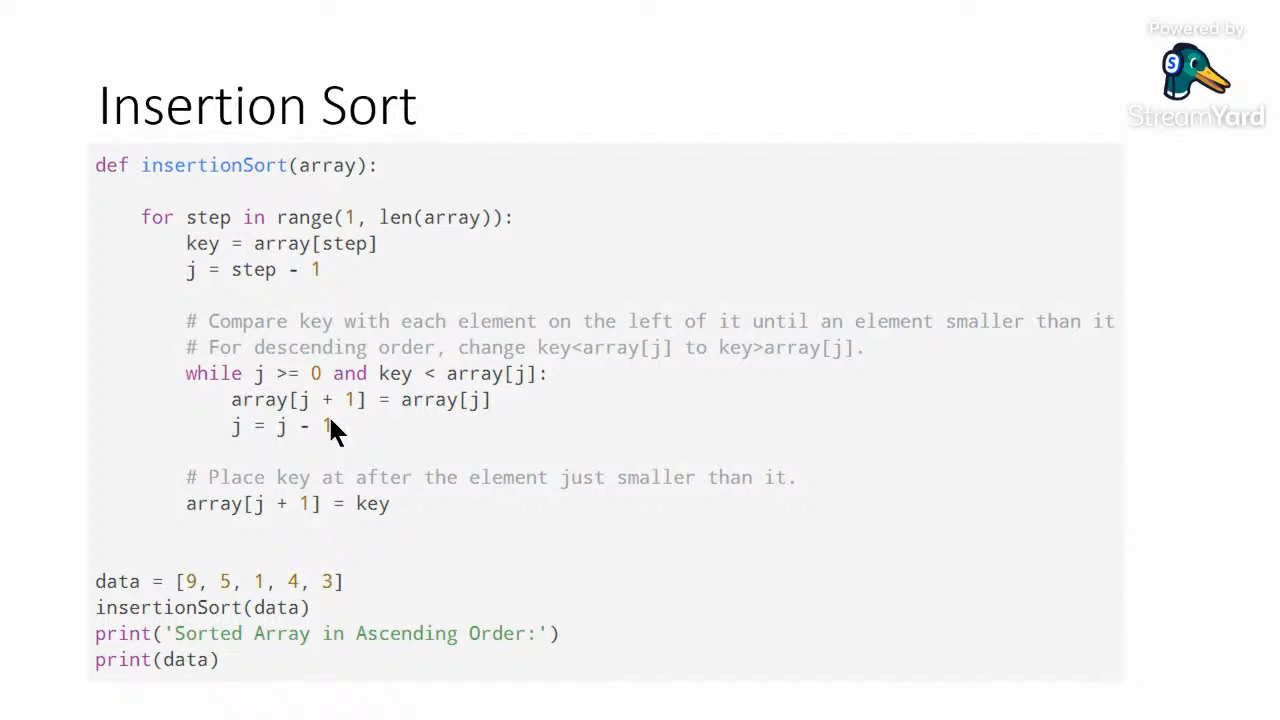 Powered by
S
StreamYard
Insertion Sort
def insertionSort(array):
for step in range(1, len(array)):
key = array[step]
j = step - 1
# Compare key with each element on the left of it until an element smaller than it
# For descending order, change key<array[j] to key>array[j].
while j >= 0 and key < array[j]:
array[j + 1] = array[j]
j = j - 1
# Place key at after the element just smaller than it.
array[j + 1] = key
data = [9, 5, 1, 4, 3]
insertionSort(data)
print('Sorted Array in Ascending Order:')
print(data)